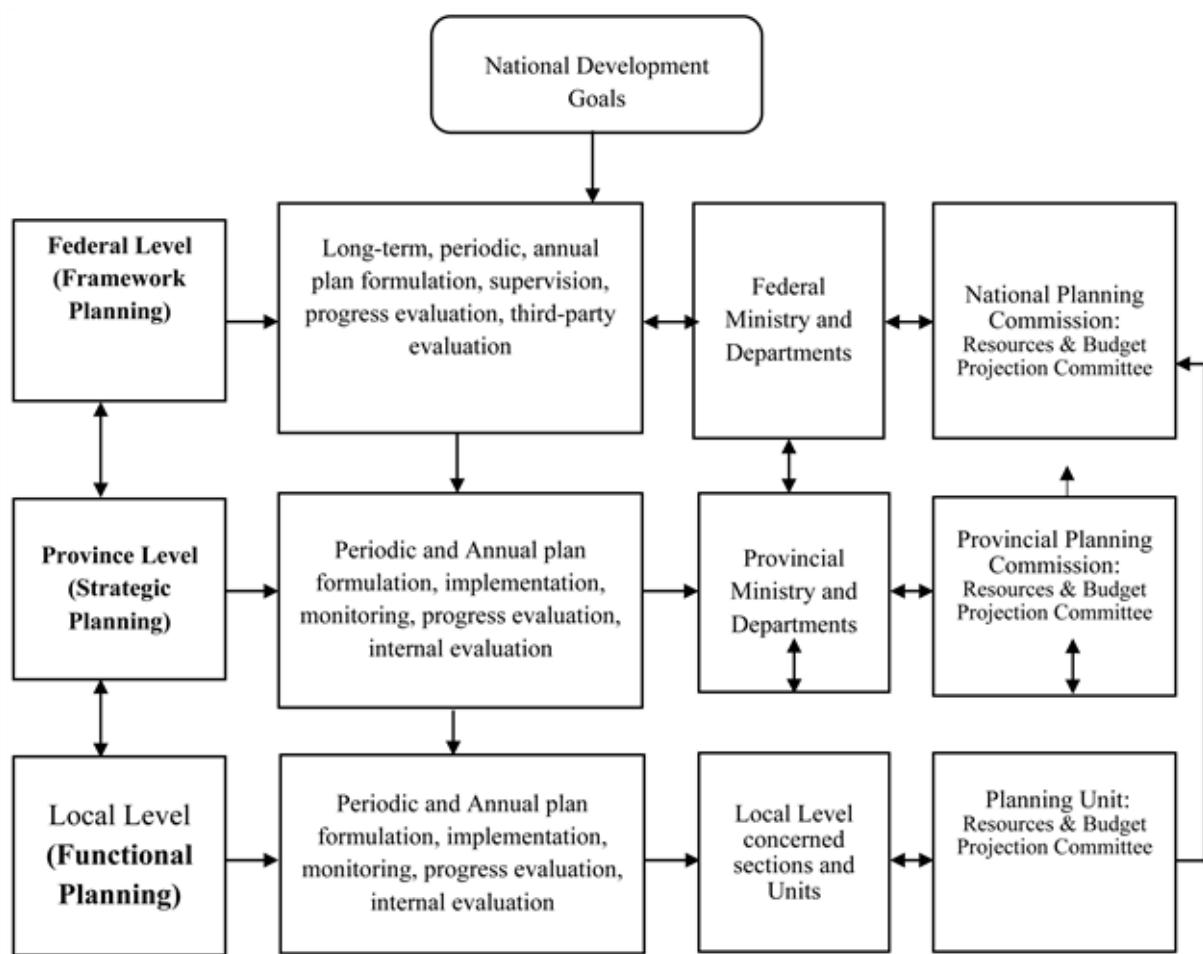 National Development
Goals
Federal Level
(Framework
Planning)
Long-term, periodic, annual
plan formulation, supervision,
progress evaluation, third-party
evaluation
Federal
Ministry and
Departments
National Planning
Commission:
Resources & Budget
Projection Committee
Province Level
(Strategic
Planning)
Periodic and Annual plan
formulation, implementation,
monitoring, progress evaluation,
internal evaluation
Provincial
Ministry and
Departments
Provincial Planning
Commission:
Resources & Budget
Projection Committee
Local Level
(Functional
Planning)
Periodic and Annual plan
formulation, implementation,
monitoring, progress evaluation,
internal evaluation
Local Level
concerned
sections and
Units
Planning Unit:
Resources & Budget
Projection Committee